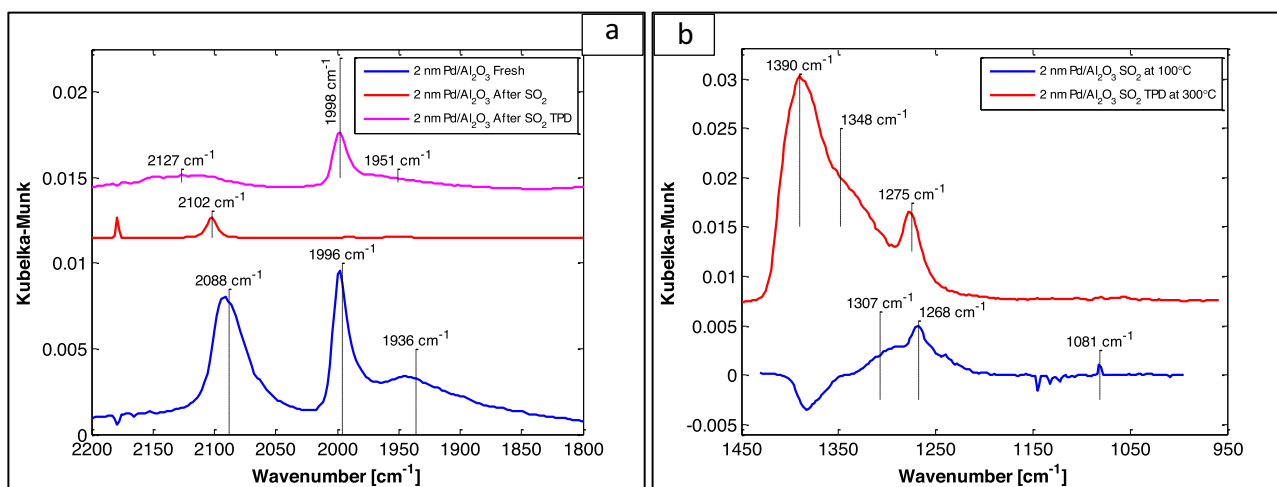 a
2 nm Pd/Al2O3 Fresh
2 nm Pd/Al2O3 After SO2
2 nm Pd/Al2O3 After SO2 TPD
1998 cm-1
2127 cm-1
1951 cm-1
2102 cm-1
1996 cm-1
2088 cm-1
1936 cm-1
0.02
0.015
0.01
0.005
0
Kubelka-Munk
2200 2150 2100 2050 2000 1950 1900 1850 1800
Wavenumber [cm-1]
b
2 nm Pd/Al2O3 SO2 at 100°C
2 nm Pd/Al2O3 SO2 TPD at 300°C
1390 cm-1
1348 cm-1
1275 cm-1
1307 cm-1
1268 cm-1
1081 cm-1
0.03
0.025
0.02
0.015
0.01
0.005
0
-0.005
Kubelka-Munk
1450 1350 1250 1150 1050 950
Wavenumber [cm-1]